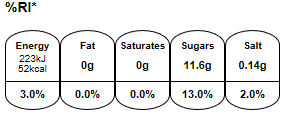 %RI*
Energy Fat Saturates Sugars Salt
223kJ
52kcal 0g 0g 11.6g 0.14g
3.0% 0.0% 0.0% 13.0% 2.0%